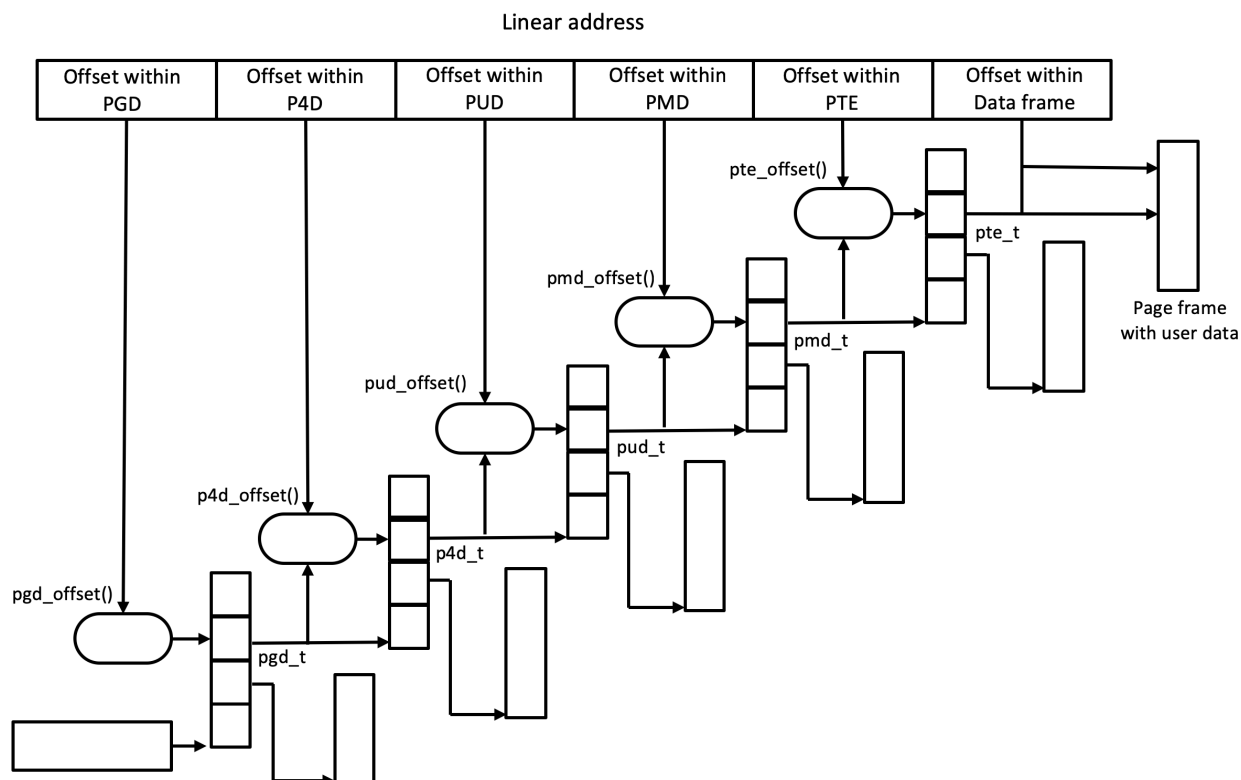 Linear address
Offset within
PGD
Offset within
P4D
Offset within
PUD
Offset within
PMD
Offset within
PTE
Offset within
Data frame
pte_offset()
pte_t
pmd_offset()
Page frame
with user data
pmd_t
pud_offset()
pud_t
p4d_offset()
p4d_t
pgd_offset()
pgd_t